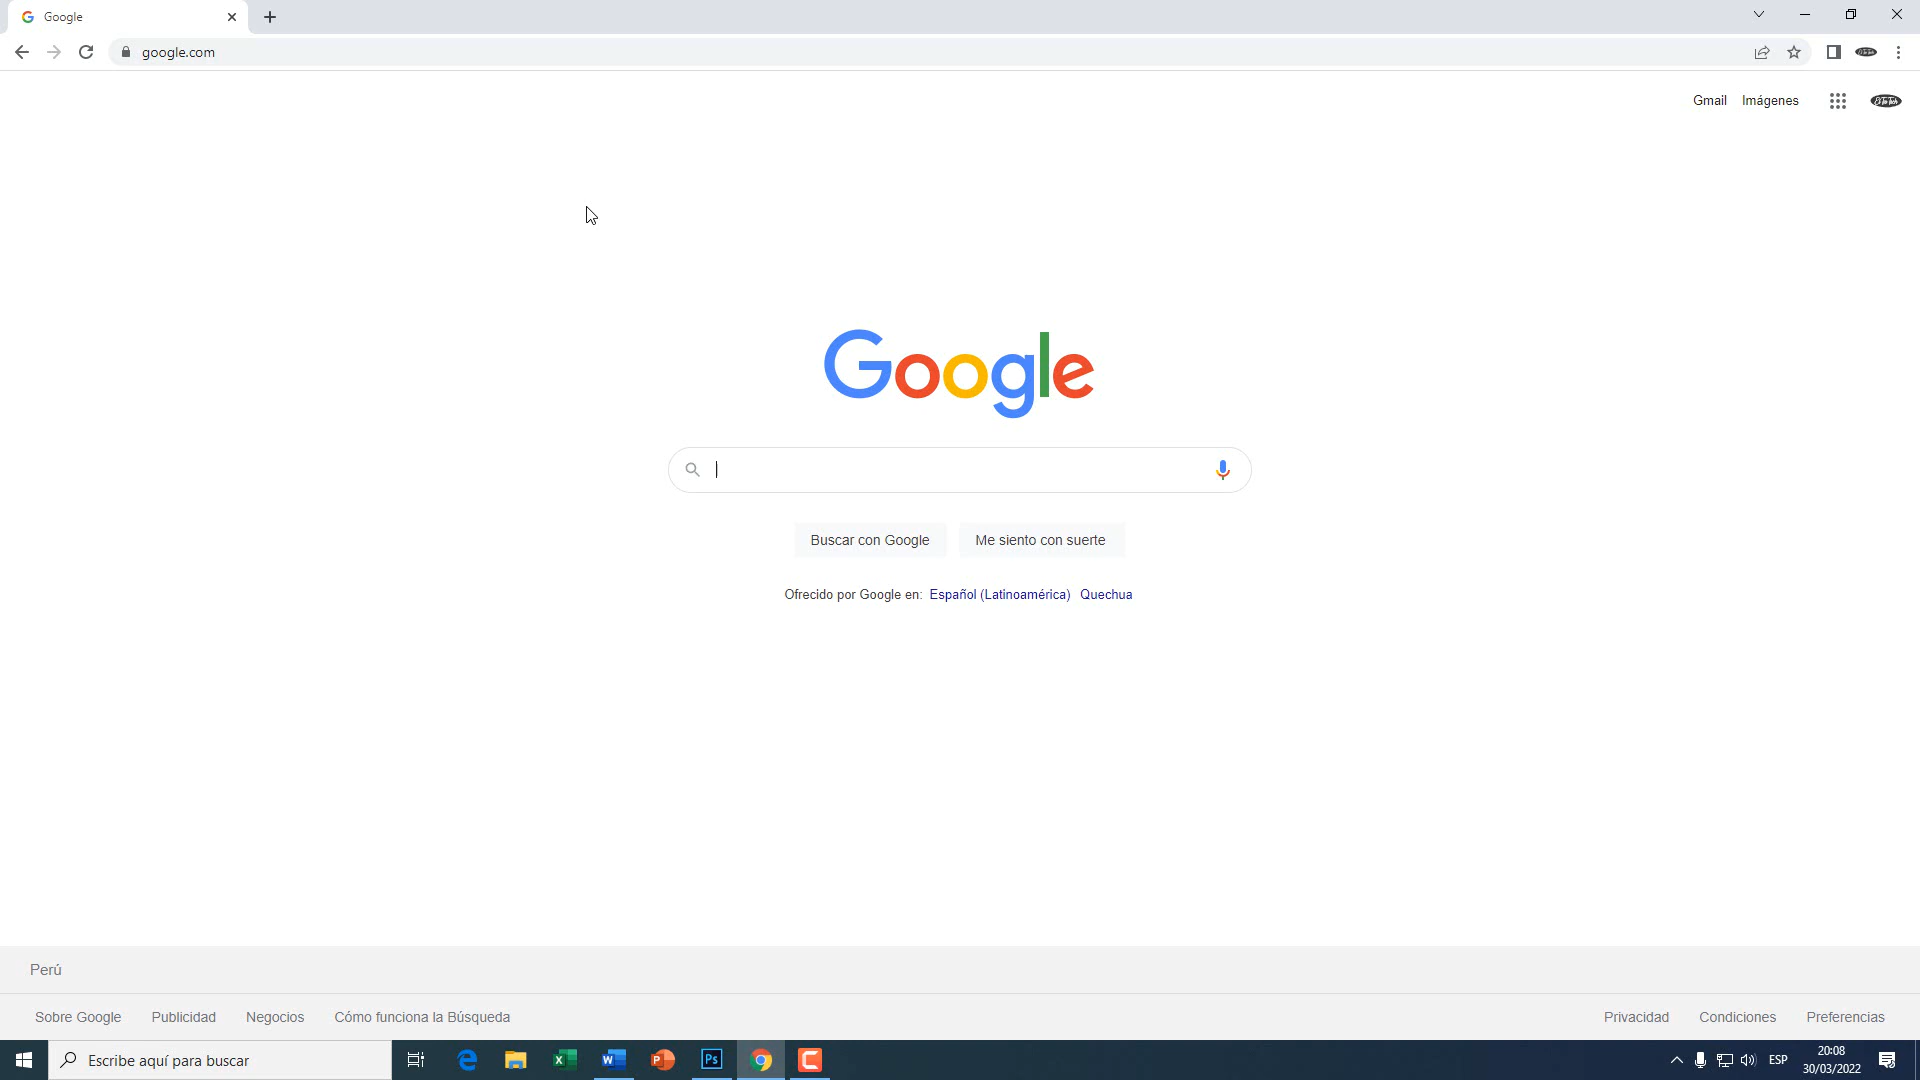 Google
google.com
Gmail Imágenes
Google
Buscar con Google Me siento con suerte
Ofrecido por Google en: Español (Latinoamérica) Quechua
Perú
Sobre Google Publicidad Negocios Cómo funciona la Búsqueda Privacidad Condiciones Preferencias
Escribe aquí para buscar
Ps
ESP
20:08
30/03/2022